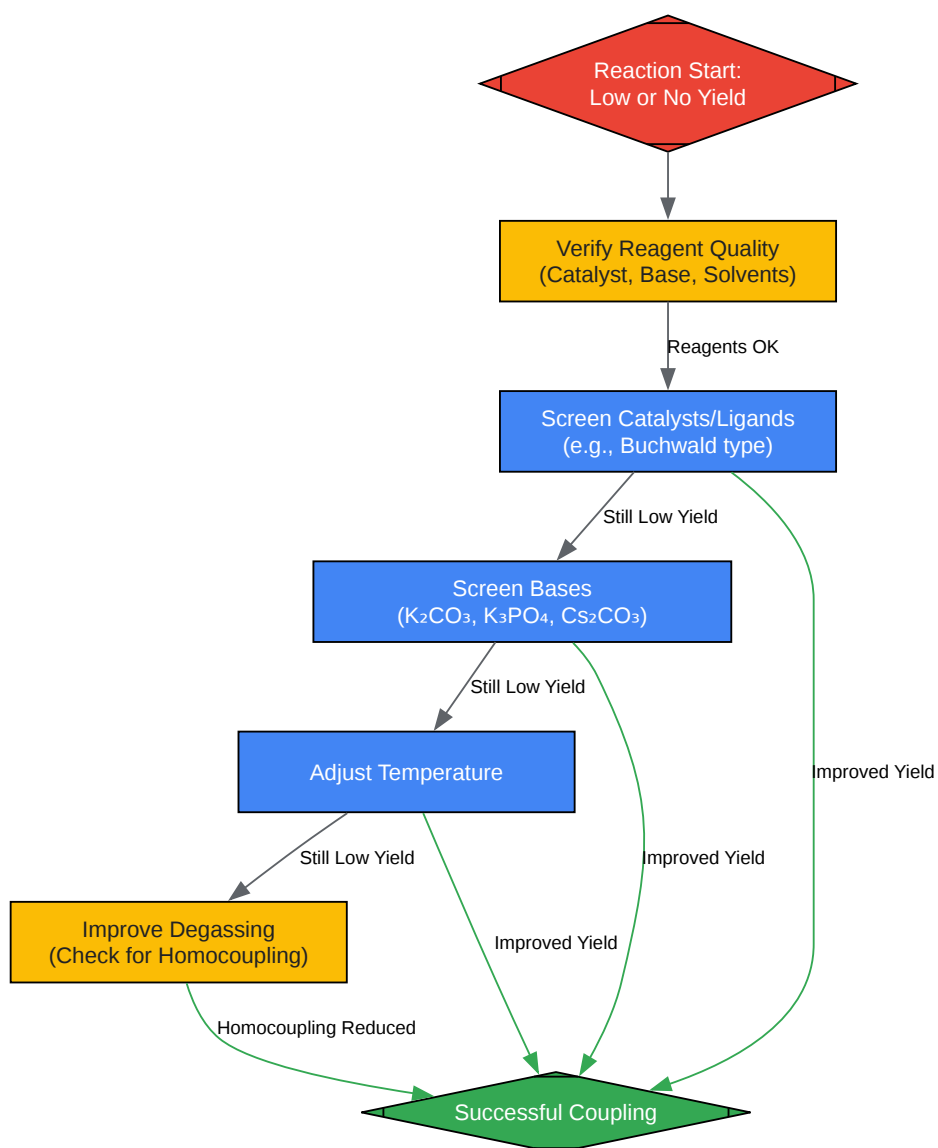 Reaction Start:
Low or No Yield
Verify Reagent Quality
(Catalyst, Base, Solvents)
Reagents OK
Screen Catalysts/Ligands
(e.g., Buchwald type)
Still Low Yield
Screen Bases
(K₂CO₃, K₃PO₄, Cs₂CO₃)
Still Low Yield
Adjust Temperature
Improved Yield
Still Low Yield
Improved Yield
Improve Degassing
(Check for Homocoupling)
Improved Yield
Homocoupling Reduced
Successful Coupling